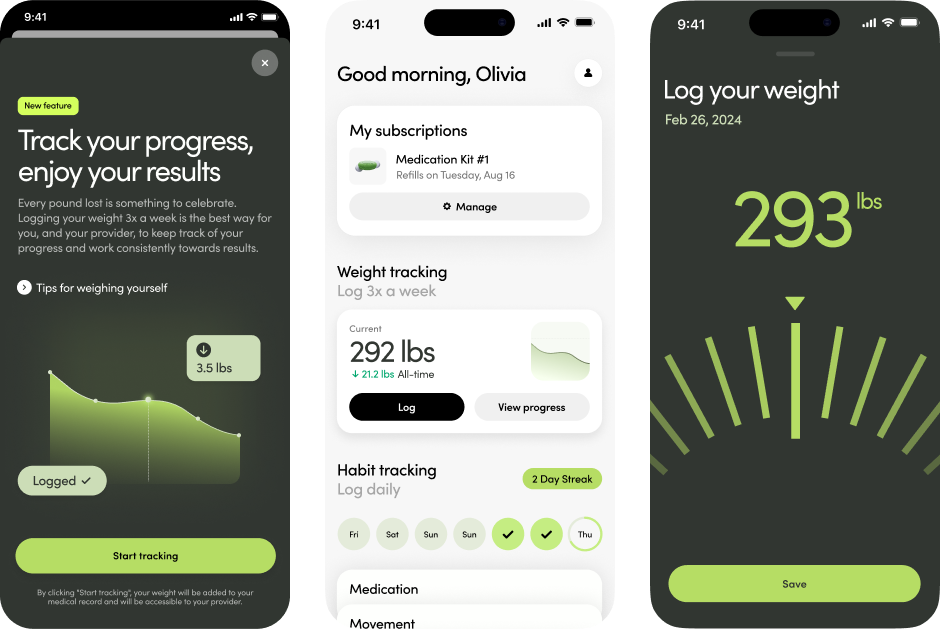 9:41
New feature
Track your progress,
enjoy your results
Every pound lost is something to celebrate.
Logging your weight 3x a week is the best way for
you, and your provider, to keep track of your
progress and work consistently towards results.
Tips for weighing yourself
3.5 lbs
Logged
Start tracking
By clicking "Start tracking", your weight will be added to your
medical record and will be accessible to your provider.
9:41
Good morning, Olivia
My subscriptions
Medication Kit #1
Refills on Tuesday, Aug 16
Manage
Weight tracking
Log 3x a week
Current
292 lbs
21.2 lbs All-time
Log
View progress
Habit tracking
Log daily
2 Day Streak
Fri
Sat
Sun
Sun
Thu
Medication
Movement
9:41
Log your weight
Feb 26, 2024
293 lbs
Save